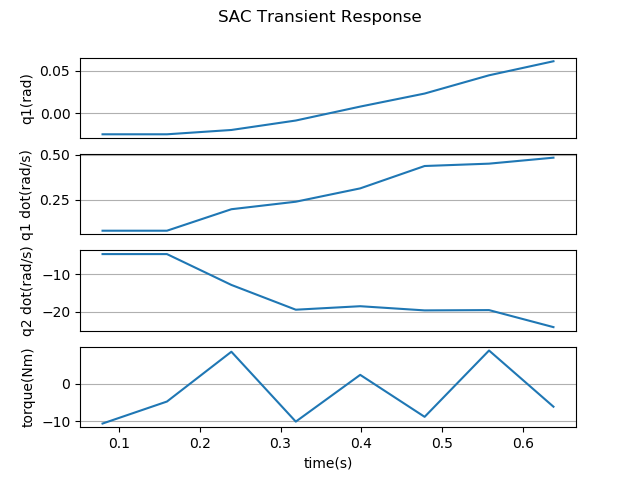 SAC Transient Response
0.05
0.00
q1(rad)
0.50
0.25
q1 dot(rad/s)
−10
−20
q2 dot(rad/s)
0
−10
torque(Nm)
0.1 0.2 0.3 0.4 0.5 0.6
time(s)